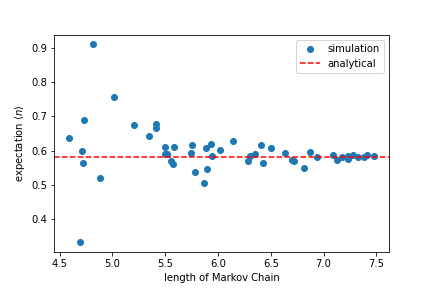 simulation
analytical
0.9
0.8
0.7
0.6
0.5
0.4
expectation ⟨n⟩
4.5 5.0 5.5 6.0 6.5 7.0 7.5
length of Markov Chain